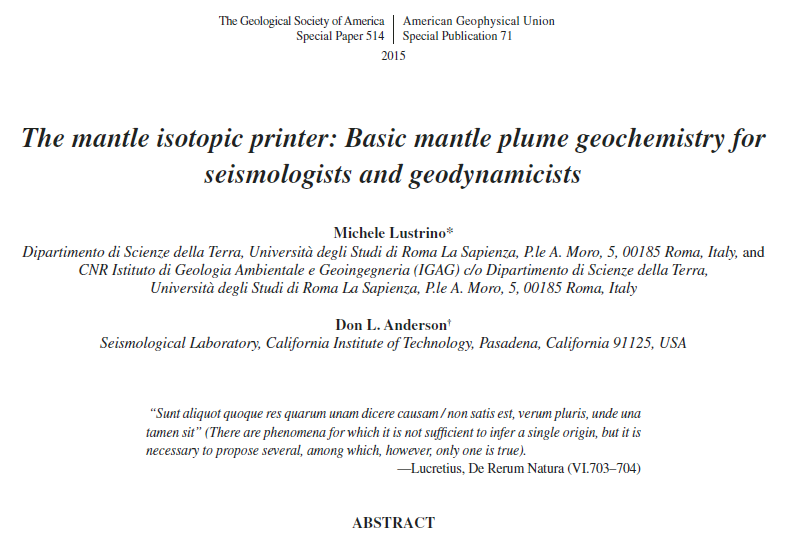 The Geological Society of America
Special Paper 514
American Geophysical Union
Special Publication 71
2015
The mantle isotopic printer: Basic mantle plume geochemistry for
seismologists and geodynamicists
Michele Lustrino*
Dipartimento di Scienze della Terra, Università degli Studi di Roma La Sapienza, P.le A. Moro, 5, 00185 Roma, Italy, and
CNR Istituto di Geologia Ambientale e Geoingegneria (IGAG) c/o Dipartimento di Scienze della Terra,
Università degli Studi di Roma La Sapienza, P.le A. Moro, 5, 00185 Roma, Italy
Don L. Anderson†
Seismological Laboratory, California Institute of Technology, Pasadena, California 91125, USA
“Sunt aliquot quoque res quarum unam dicere causam / non satis est, verum pluris, unde una
tamen sit” (There are phenomena for which it is not sufficient to infer a single origin, but it is
necessary to propose several, among which, however, only one is true).
—Lucretius, De Rerum Natura (VI.703–704)
ABSTRACT